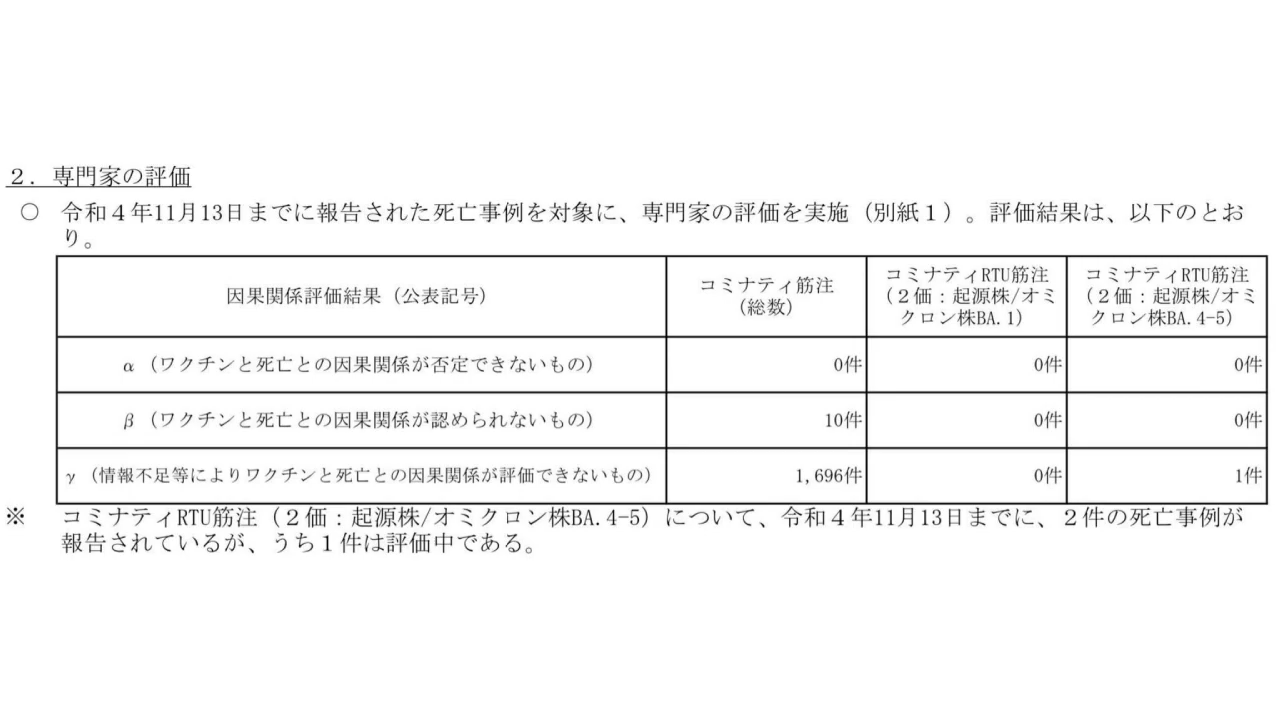 ２．専門家の評価
○ 令和４年11月13日までに報告された死亡事例を対象に、専門家の評価を実施（別紙１）。評価結果は、以下のとお
り。
因果関係評価結果（公表記号）
コミナティ筋注
（総数）
コミナティRTU筋注
（２価：起源株/オミ
クロン株BA.1）
コミナティRTU筋注
（２価：起源株/オミ
クロン株BA.4-5）
α（ワクチンと死亡との因果関係が否定できないもの） 0件 0件 0件
β（ワクチンと死亡との因果関係が認められないもの） 10件 0件 0件
γ（情報不足等によりワクチンと死亡との因果関係が評価できないもの） 1,696件 0件 1件
※ コミナティRTU筋注（２価：起源株/オミクロン株BA.4-5）について、令和４年11月13日までに、２件の死亡事例が
報告されているが、うち１件は評価中である。